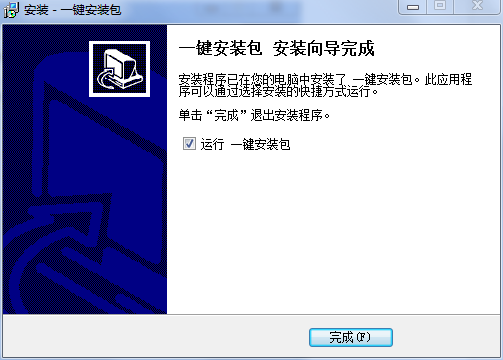 安装 - 一键安装包
一键安装包 安装向导完成
安装程序已在您的电脑中安装了 一键安装包。此应用程
序可以通过选择安装的快捷方式运行。
单击“完成”退出安装程序。
运行 一键安装包
完成(F)